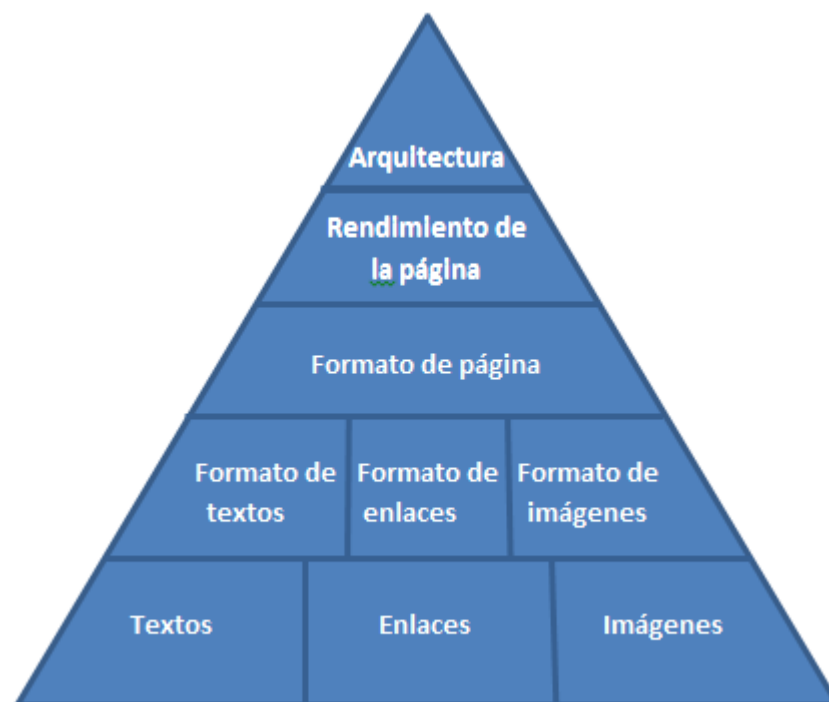 Arquitectura
Rendimiento de
la página
Formato de página
Formato de
textos
Formato de
enlaces
Formato de
imágenes
Textos
Enlaces
Imágenes